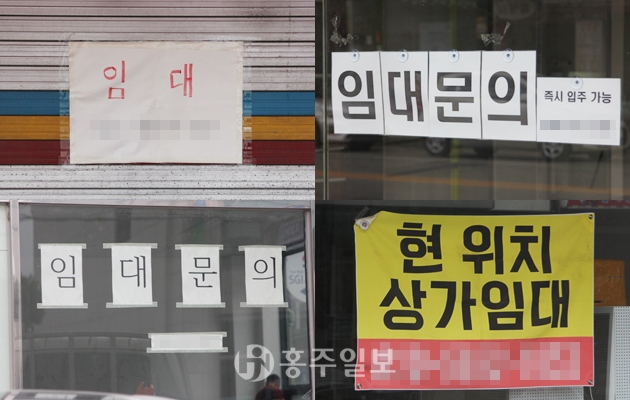 임 대
임대문의
즉시 입주 가능
임대문의
현 위치
상가임대
홍주일보